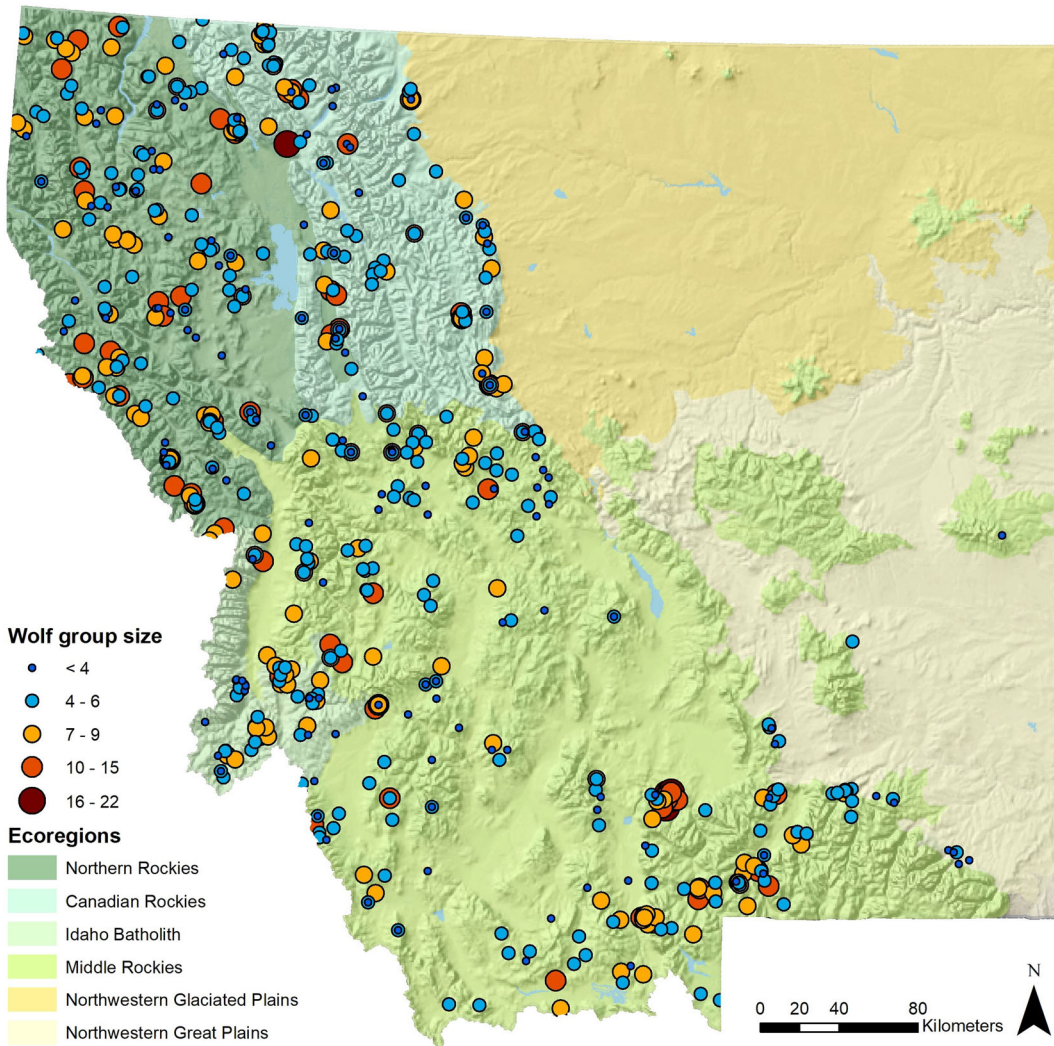 Wolf group size
< 4
4 - 6
7 - 9
10 - 15
16 - 22
Ecoregions
Northern Rockies
Canadian Rockies
Idaho Batholith
Middle Rockies
Northwestern Glaciated Plains
Northwestern Great Plains
N
0 20 40 80
Kilometers